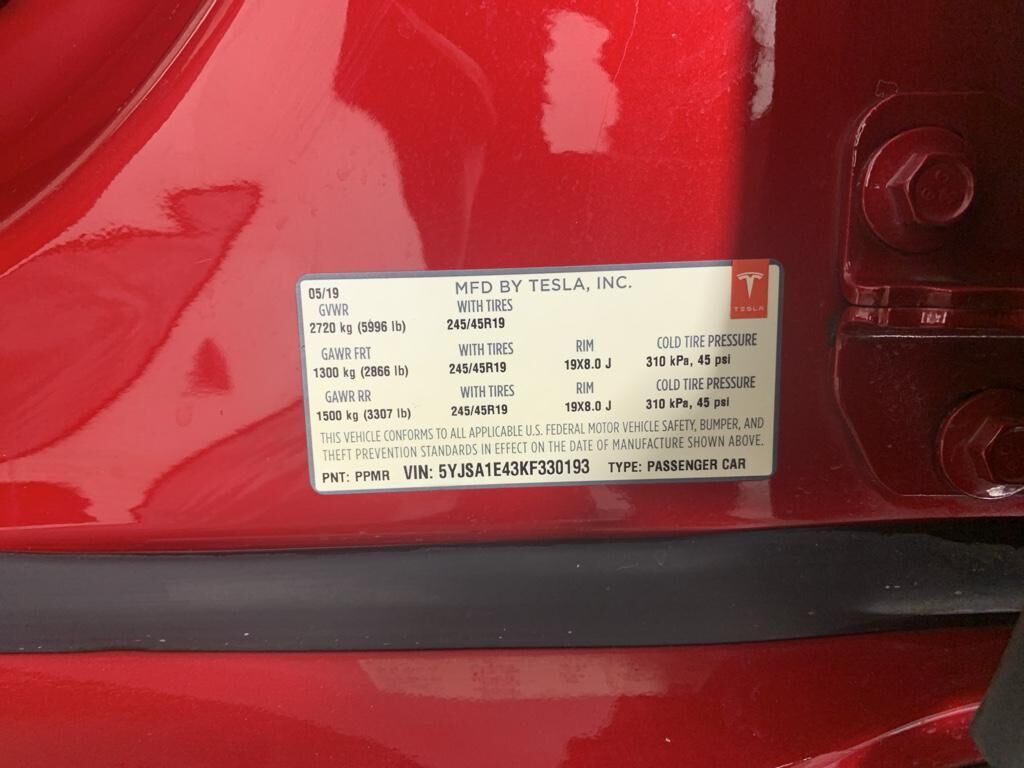 MFD BY TESLA, INC.
05/19
GVWR WITH TIRES
2720 kg (5996 lb) 245/45R19
TESLA
GAWR FRT WITH TIRES RIM COLD TIRE PRESSURE
1300 kg (2866 lb) 245/45R19 19X8.0 J 310 kPa, 45 psi
GAWR RR WITH TIRES RIM COLD TIRE PRESSURE
1500 kg (3307 lb) 245/45R19 19X8.0 J 310 kPa, 45 psi
THIS VEHICLE CONFORMS TO ALL APPLICABLE U.S. FEDERAL MOTOR VEHICLE SAFETY, BUMPER, AND
THEFT PREVENTION STANDARDS IN EFFECT ON THE DATE OF MANUFACTURE SHOWN ABOVE.
PNT: PPMR VIN: 5YJSA1E43KF330193 TYPE: PASSENGER CAR